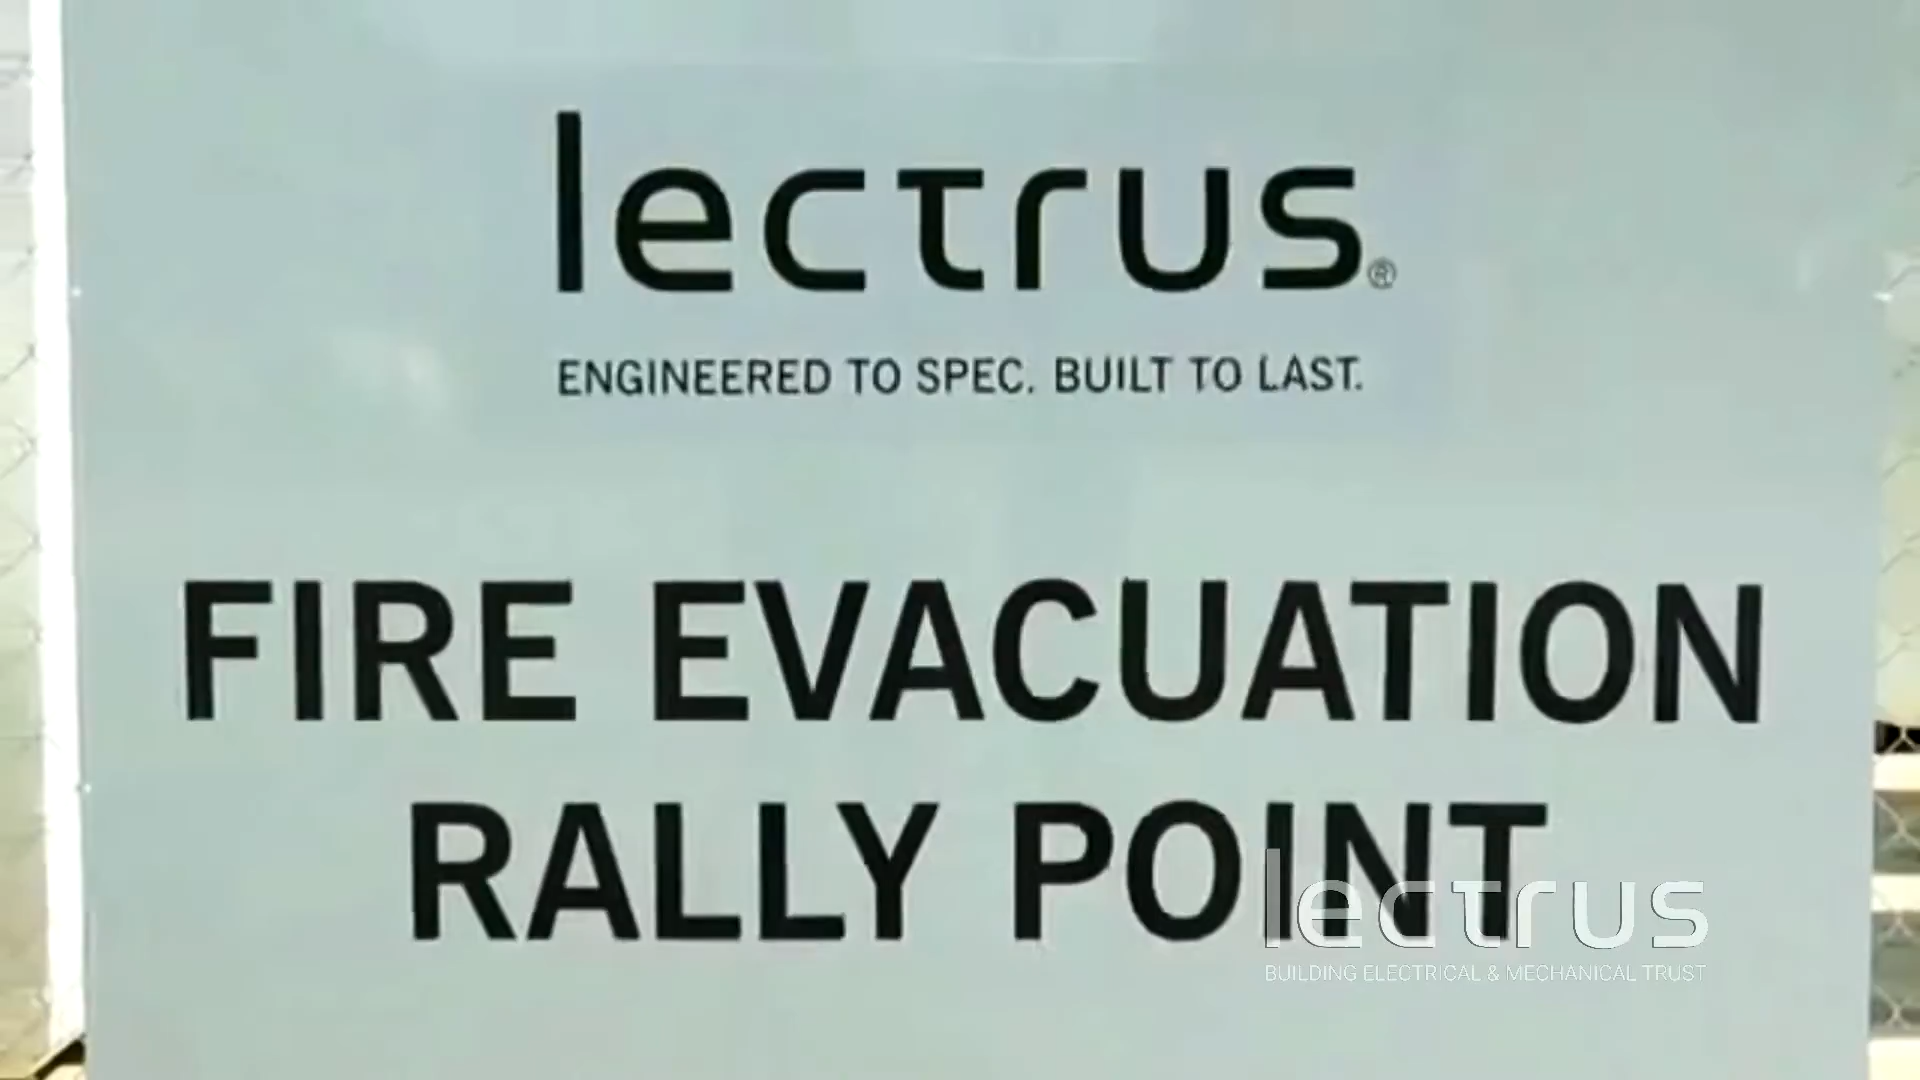 lectrus®
ENGINEERED TO SPEC. BUILT TO LAST.
FIRE EVACUATION
RALLY POINT
lectrus
BUILDING ELECTRICAL & MECHANICAL TRUST